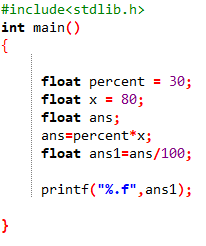 #include<stdlib.h>
int main()
{
float percent = 30;
float x = 80;
float ans;
ans=percent*x;
float ans1=ans/100;
printf("%.f",ans1);
}